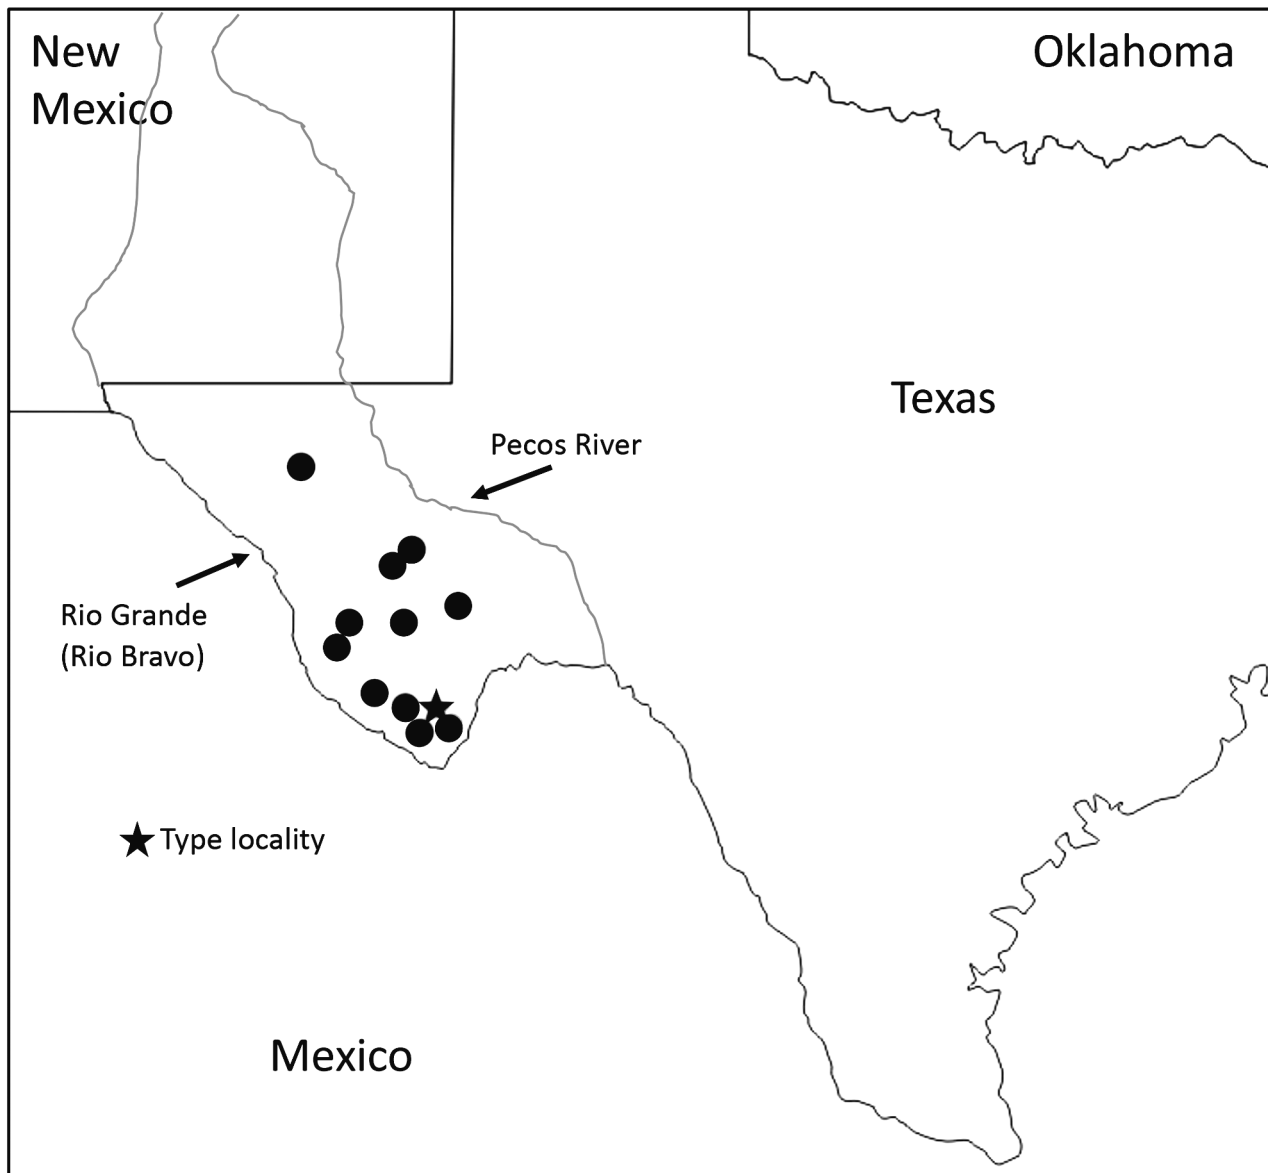 New
Mexico
Oklahoma
Texas
Pecos River
Rio Grande
(Rio Bravo)
Type locality
Mexico